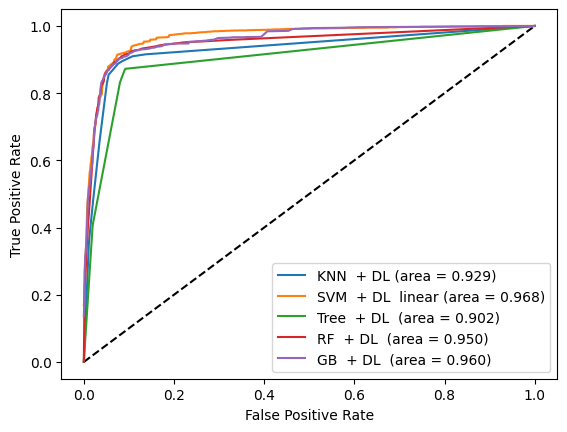 1.0
0.8
0.6
0.4
0.2
0.0
True Positive Rate
KNN + DL (area = 0.929)
SVM + DL linear (area = 0.968)
Tree + DL (area = 0.902)
RF + DL (area = 0.950)
GB + DL (area = 0.960)
0.0 0.2 0.4 0.6 0.8 1.0
False Positive Rate